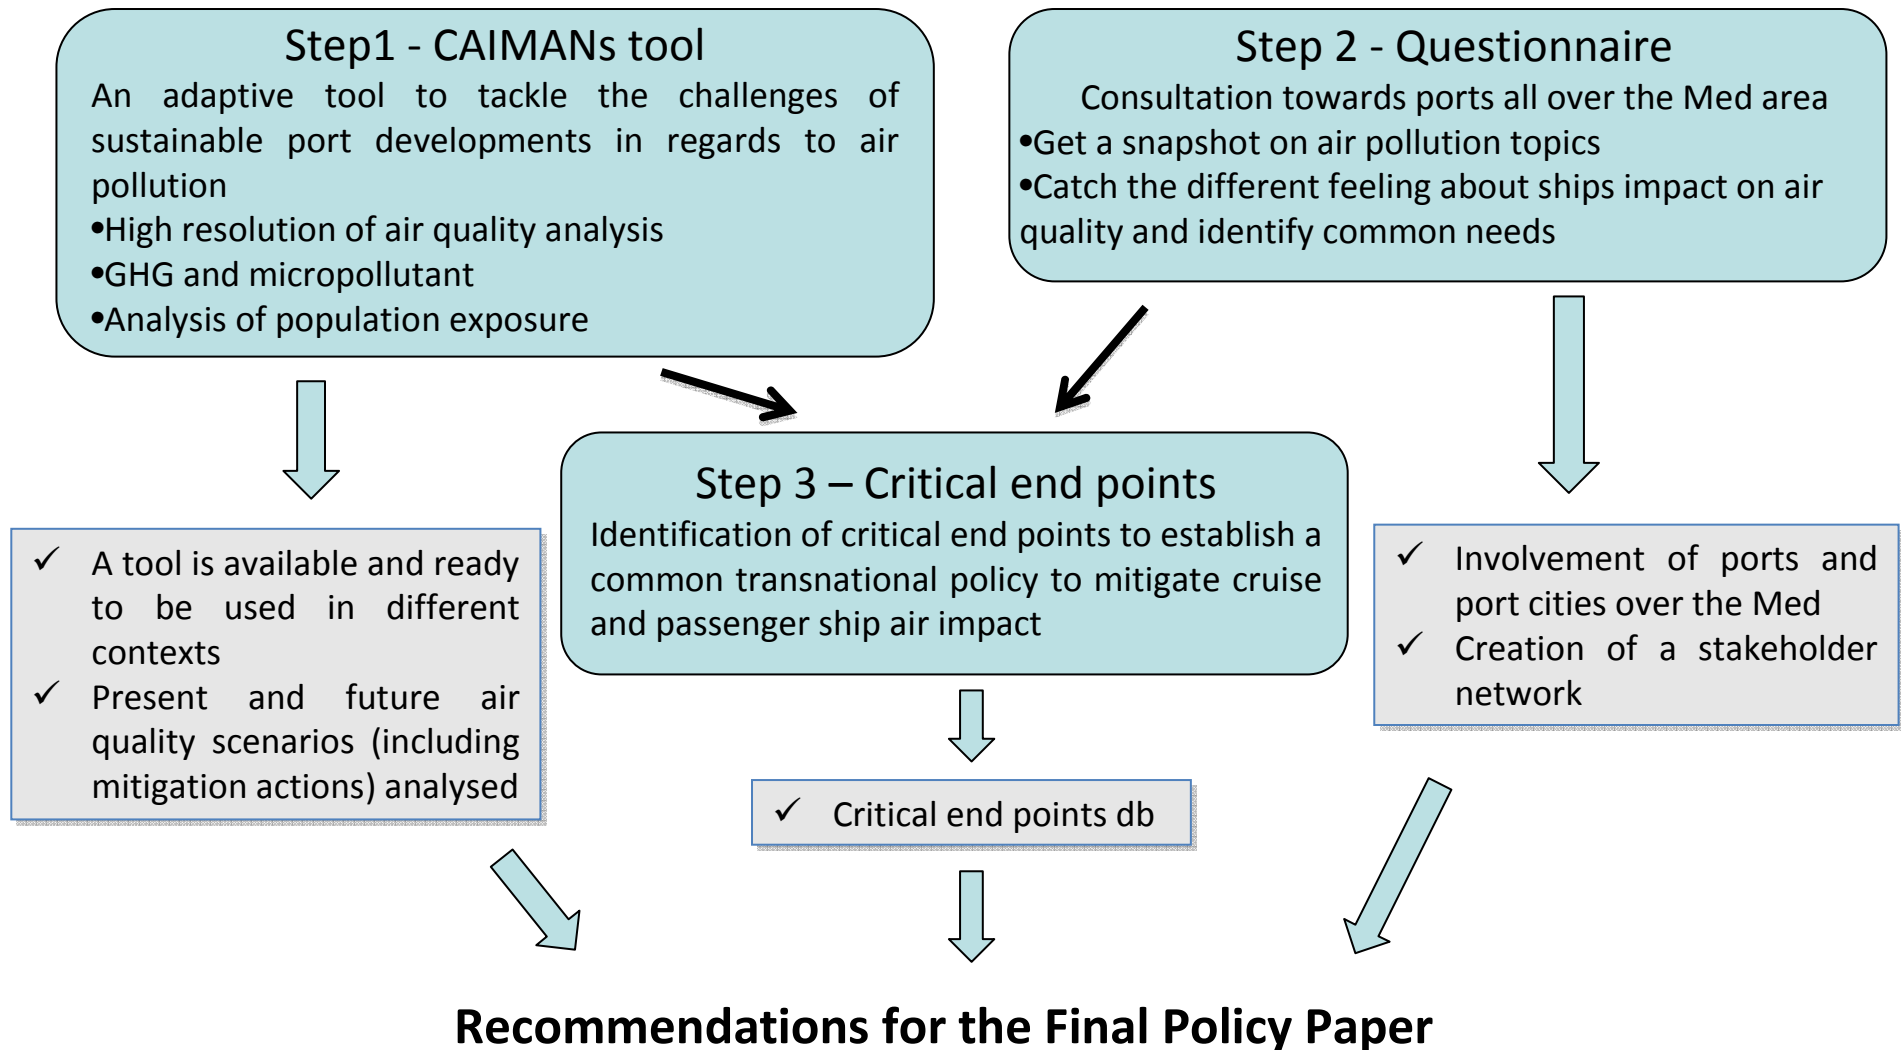 Step1 - CAIMANs tool
An adaptive tool to tackle the challenges of
sustainable port developments in regards to air
pollution
•High resolution of air quality analysis
•GHG and micropollutant
•Analysis of population exposure
Step 2 - Questionnaire
Consultation towards ports all over the Med area
•Get a snapshot on air pollution topics
•Catch the different feeling about ships impact on air
quality and identify common needs
Step 3 – Critical end points
Identification of critical end points to establish a
common transnational policy to mitigate cruise
and passenger ship air impact
✓ A tool is available and ready
to be used in different
contexts
✓ Present and future air
quality scenarios (including
mitigation actions) analysed
✓ Critical end points db
✓ Involvement of ports and
port cities over the Med
✓ Creation of a stakeholder
network
Recommendations for the Final Policy Paper